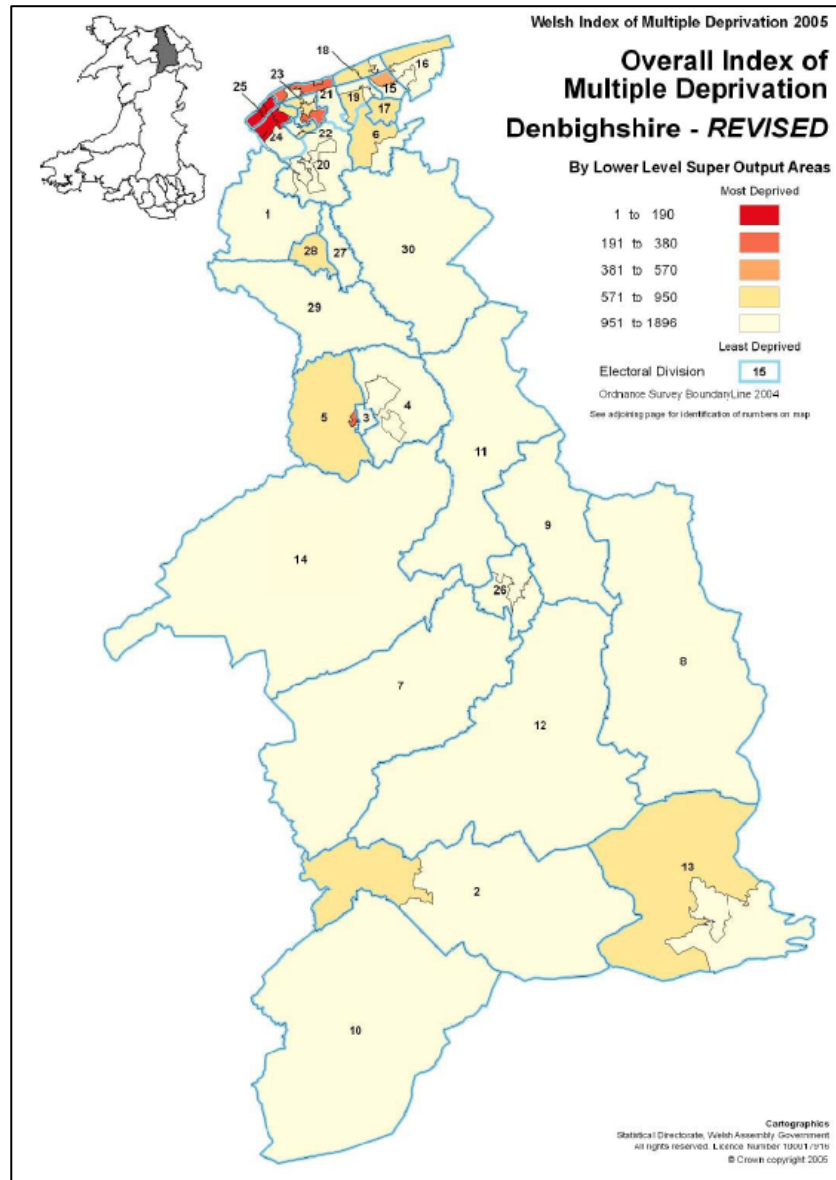 Welsh Index of Multiple Deprivation 2005
Overall Index of
Multiple Deprivation
Denbighshire - REVISED
By Lower Level Super Output Areas
Most Deprived
1 to 190
191 to 380
381 to 570
571 to 950
951 to 1896
Least Deprived
Electoral Division 15
Ordnance Survey BoundaryLine 2004
See adjoining page for identification of numbers on map
18
16
23
25
21
15
19
17
24
22
6
20
1
30
28
27
29
5
3
4
11
9
14
26
8
7
12
13
2
10
Cartographics
Statistical Directorate, Welsh Assembly Government
All rights reserved. Licence Number 100017916
© Crown copyright 2005